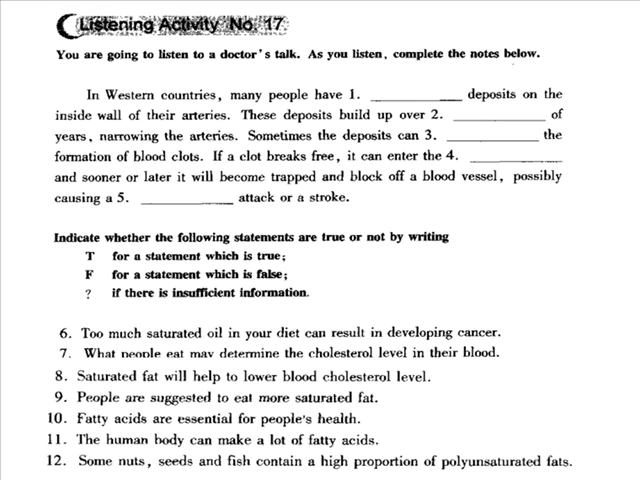 Listening Activity No. 17
You are going to listen to a doctor's talk. As you listen, complete the notes below.
In Western countries, many people have 1. ____________ deposits on the
inside wall of their arteries. These deposits build up over 2. ____________ of
years, narrowing the arteries. Sometimes the deposits can 3. ____________ the
formation of blood clots. If a clot breaks free, it can enter the 4. ____________
and sooner or later it will become trapped and block off a blood vessel, possibly
causing a 5. ____________ attack or a stroke.
Indicate whether the following statements are true or not by writing
T for a statement which is true;
F for a statement which is false;
? if there is insufficient information.
6. Too much saturated oil in your diet can result in developing cancer.
7. What people eat may determine the cholesterol level in their blood.
8. Saturated fat will help to lower blood cholesterol level.
9. People are suggested to eat more saturated fat.
10. Fatty acids are essential for people's health.
11. The human body can make a lot of fatty acids.
12. Some nuts, seeds and fish contain a high proportion of polyunsaturated fats.